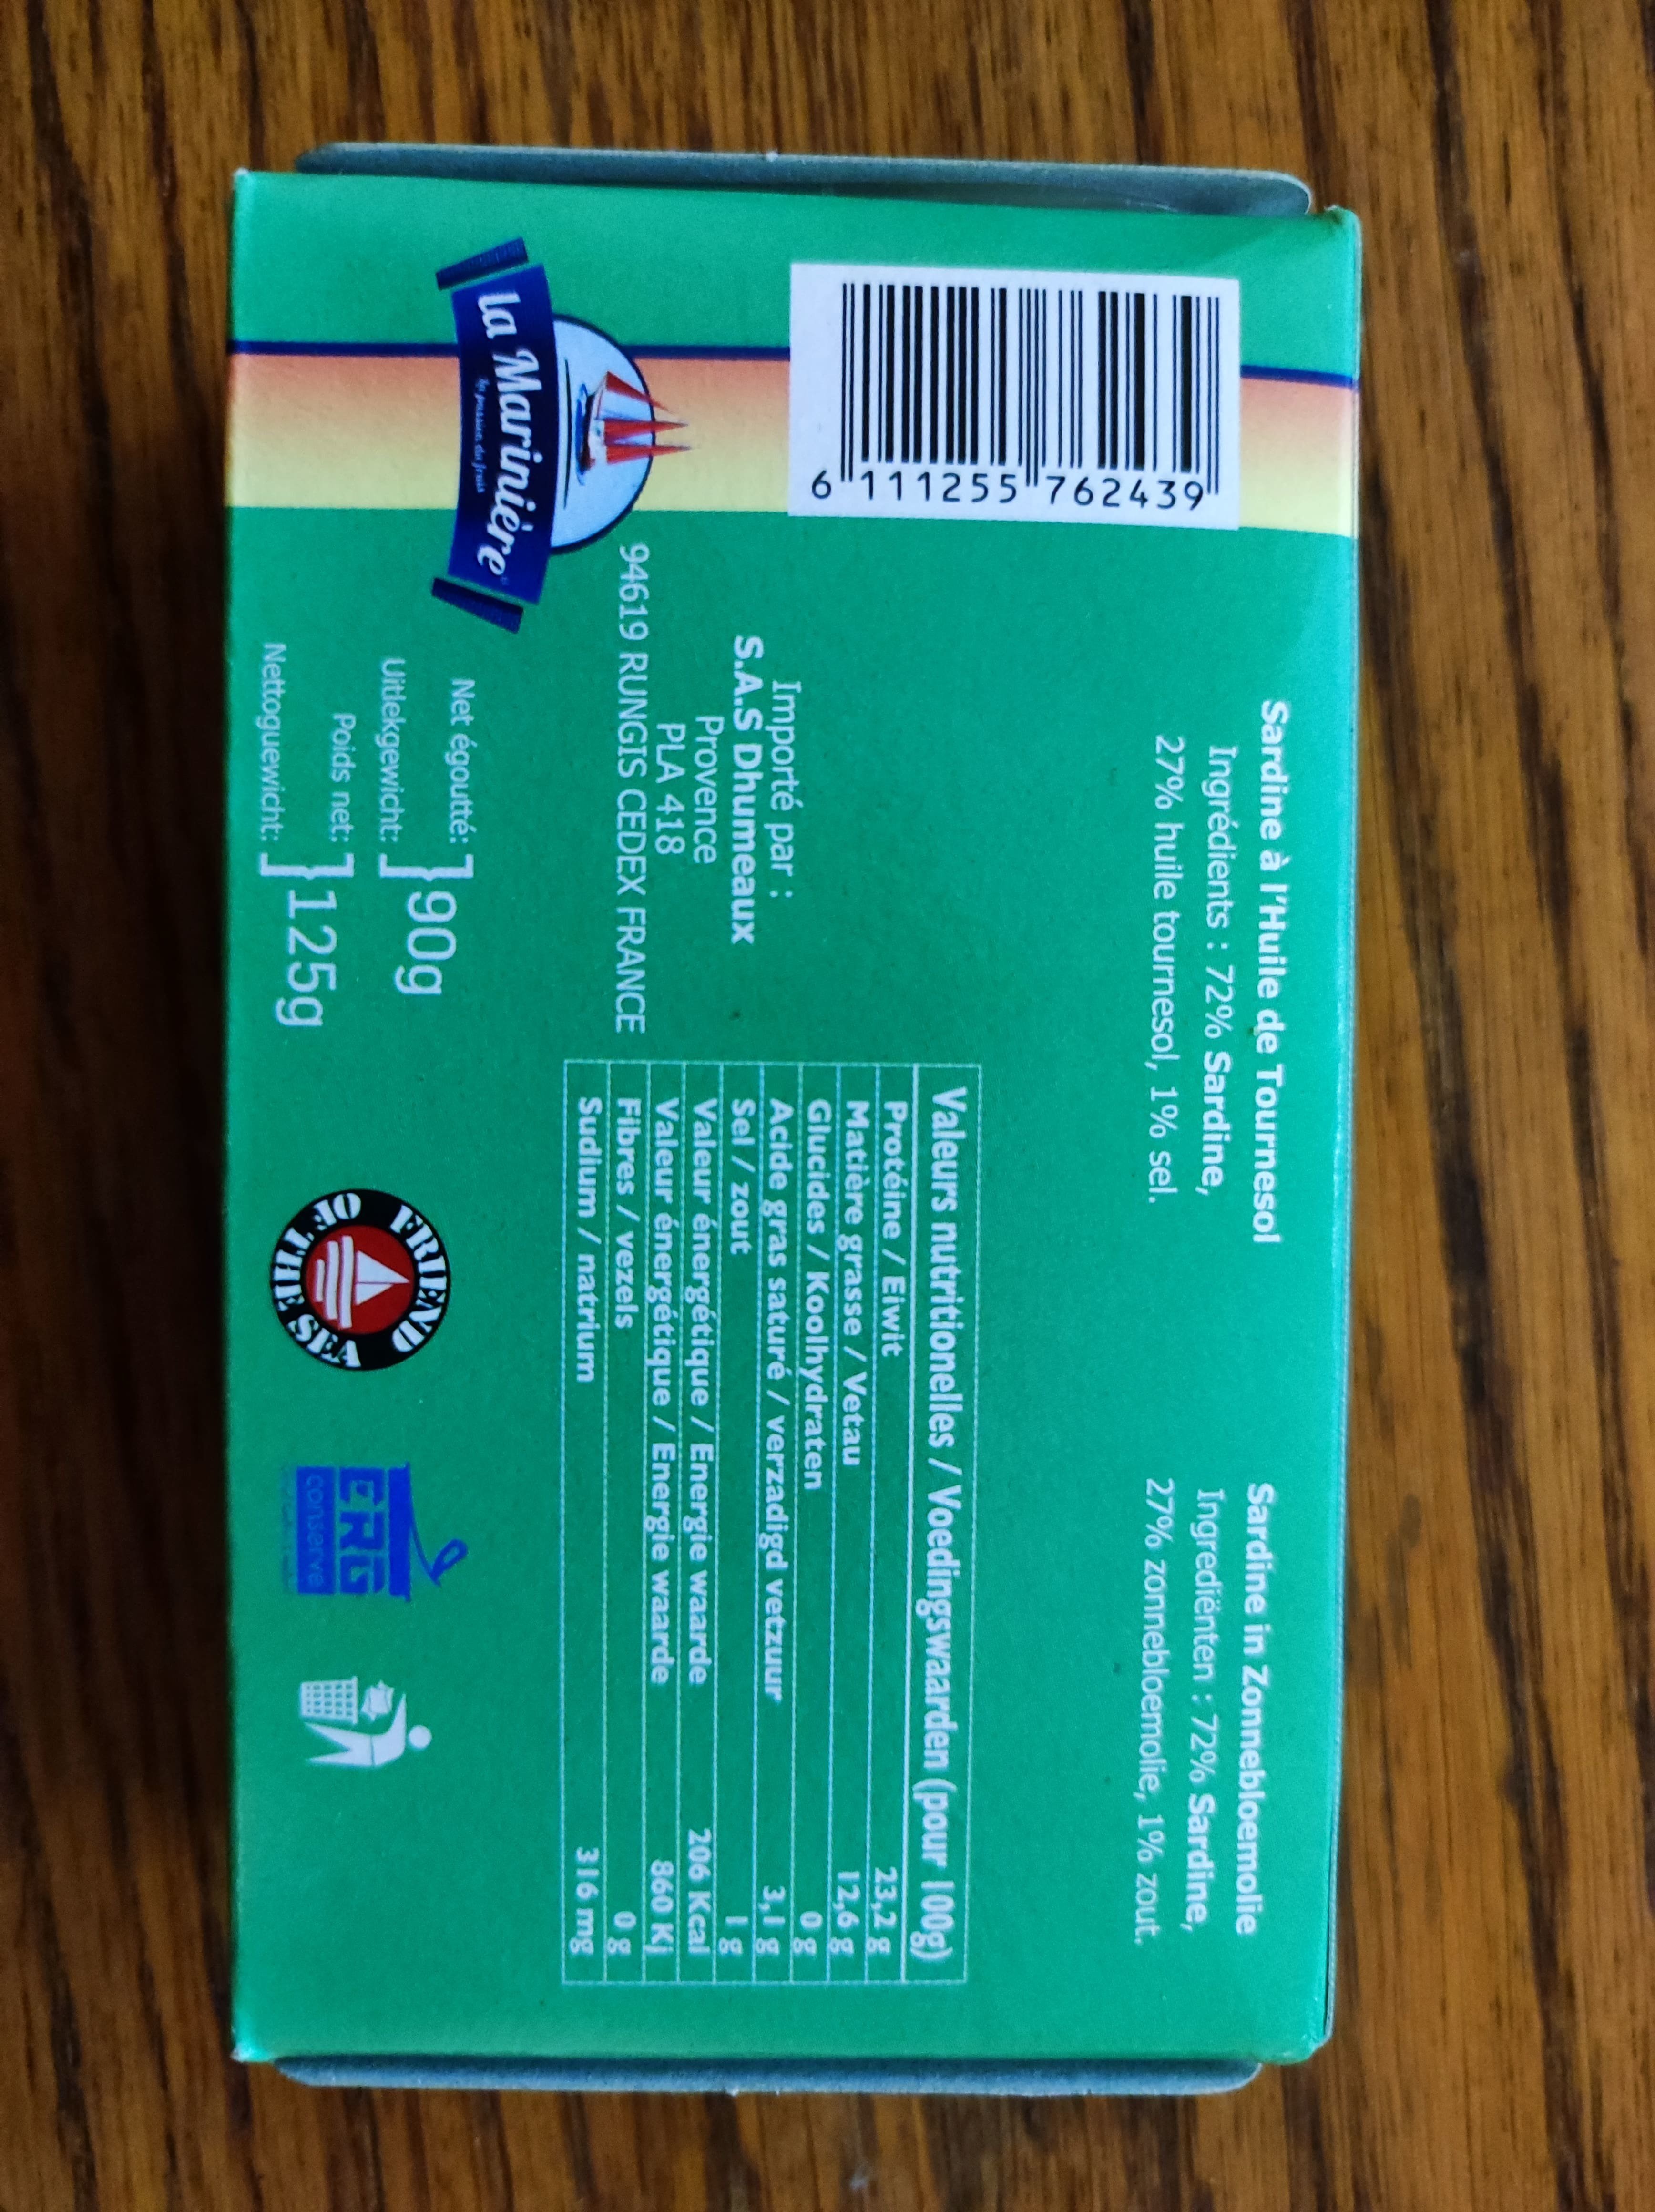 Sardine à l'Huile de Tournesol
Ingrédients : 72% Sardine,
27% huile tournesol, 1% sel.
Sardine in Zonnebloemolie
Ingrediënten : 72% Sardine,
27% zonnebloemolie, 1% zout.
6 111255 762439
Importé par :
S.A.S Dhumeaux
Provence
PLA 418
94619 RUNGIS CEDEX FRANCE
Valeurs nutritionelles / Voedingswaarden (pour 100g)
Protéine / Eiwit 23,2 g
Matière grasse / Vetau 12,6 g
Glucides / Koolhydraten 0 g
Acide gras saturé / verzadigd vetzuur 3,1 g
Sel / zout 1 g
Valeur énergétique / Energie waarde 206 Kcal
Valeur énergétique / Energie waarde 860 Kj
Fibres / vezels 0 g
Sudium / natrium 316 mg
la Marinière
Net égoutté:
Uitlekgewicht: } 90g
Poids net:
Nettoguewicht: } 125g
FRIEND OF THE SEA
ERG
conserve